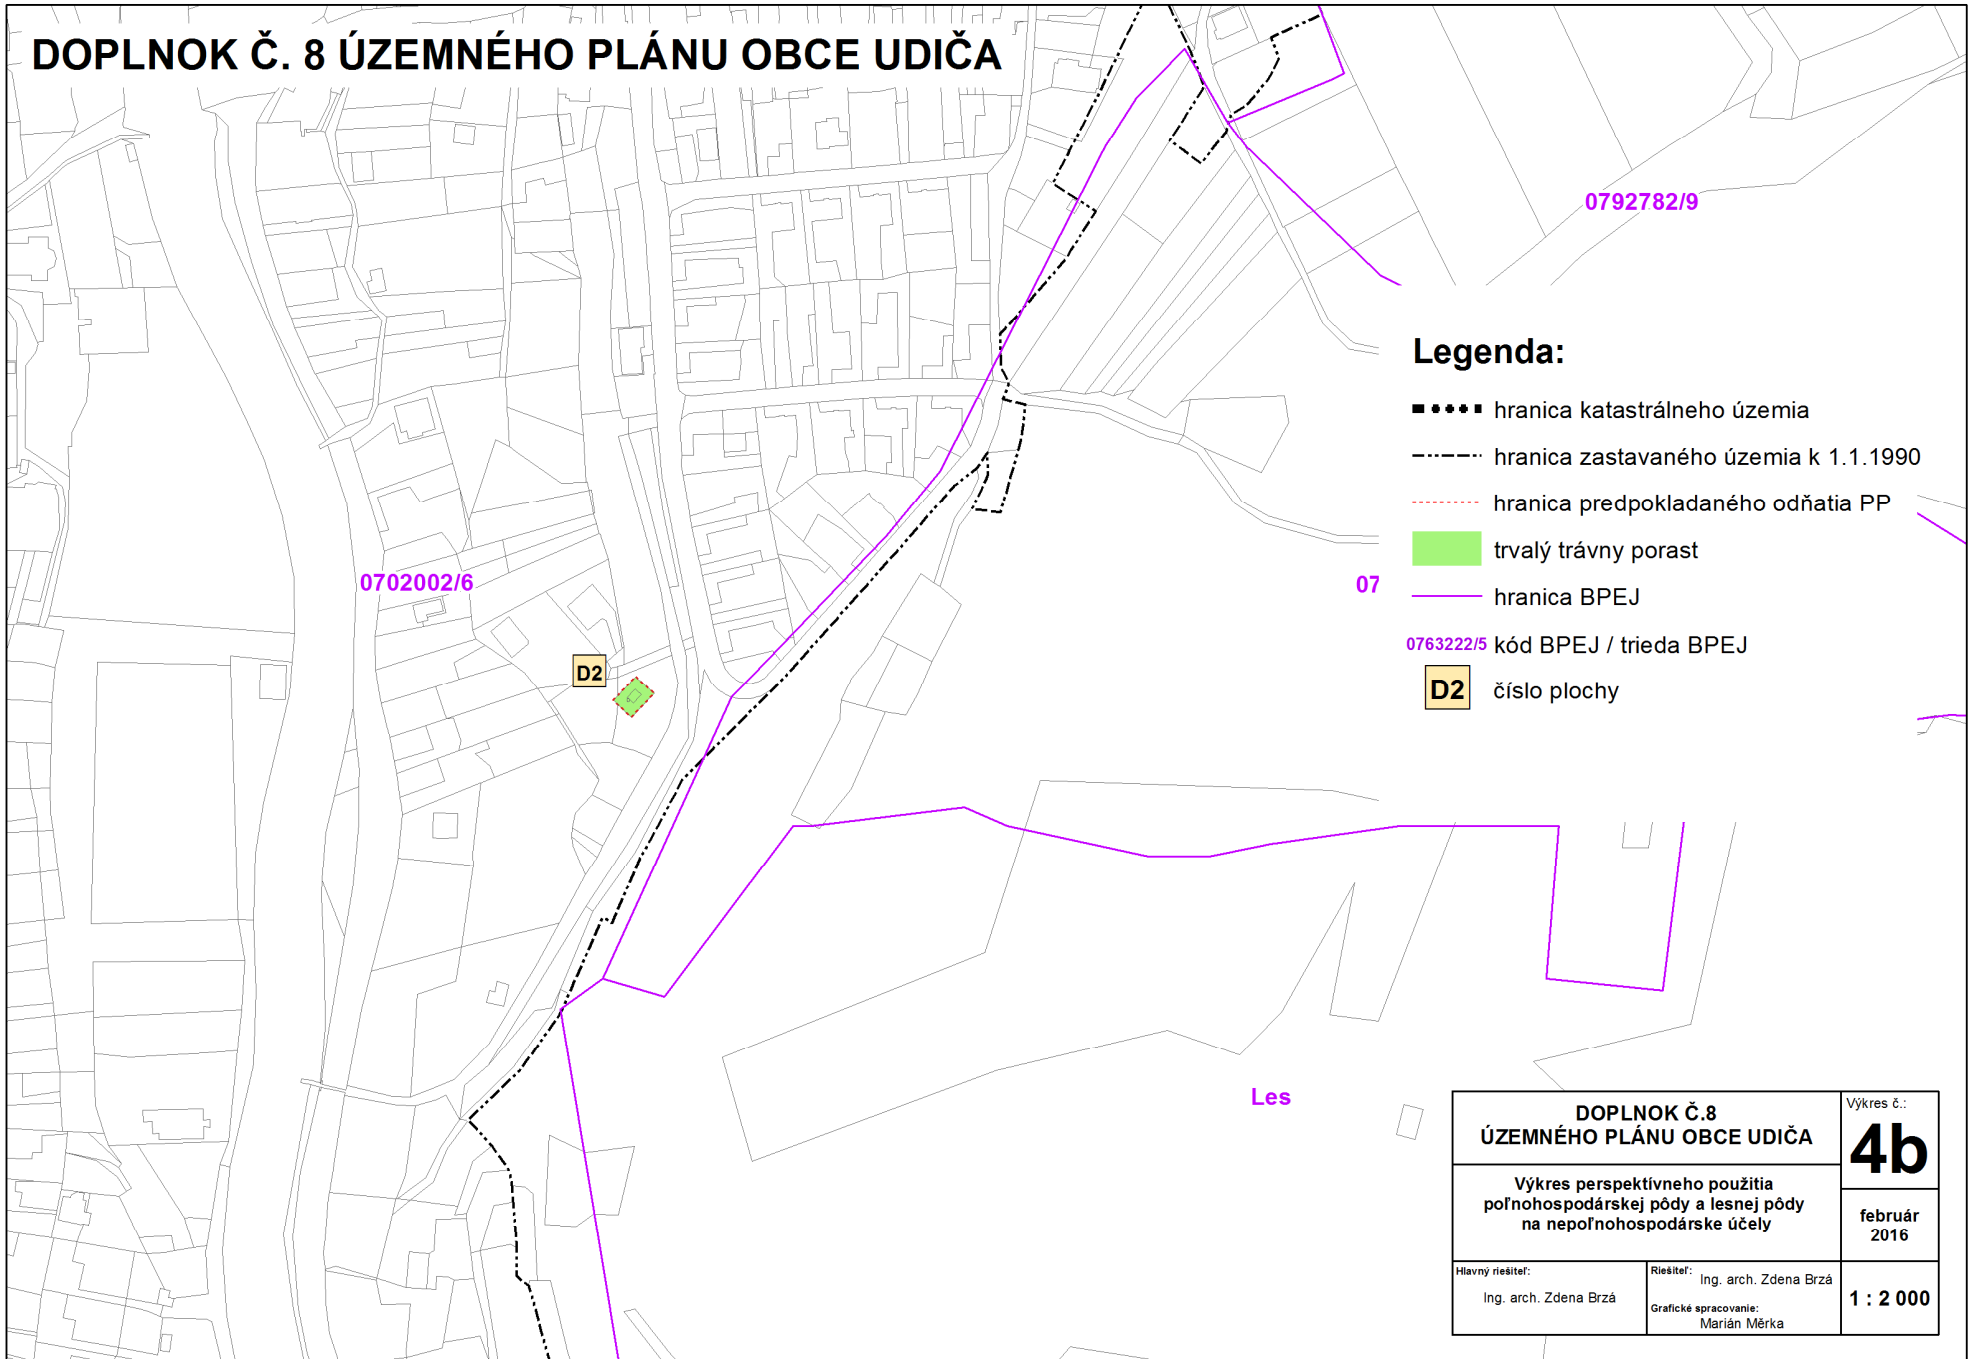 DOPLNOK Č. 8 ÚZEMNÉHO PLÁNU OBCE UDIČA
0792782/9
Legenda:
hranica katastrálneho územia
hranica zastavaného územia k 1.1.1990
hranica predpokladaného odňatia PP
trvalý trávny porast
hranica BPEJ
0763222/5 kód BPEJ / trieda BPEJ
D2 číslo plochy
0702002/6
07
D2
Les
DOPLNOK Č.8
ÚZEMNÉHO PLÁNU OBCE UDIČA
Výkres č.:
4b
Výkres perspektívneho použitia
poľnohospodárskej pôdy a lesnej pôdy
na nepoľnohospodárske účely
február
2016
Hlavný riešiteľ:
Ing. arch. Zdena Brzá
Riešiteľ:
Ing. arch. Zdena Brzá
Grafické spracovanie:
Marián Měrka
1 : 2 000